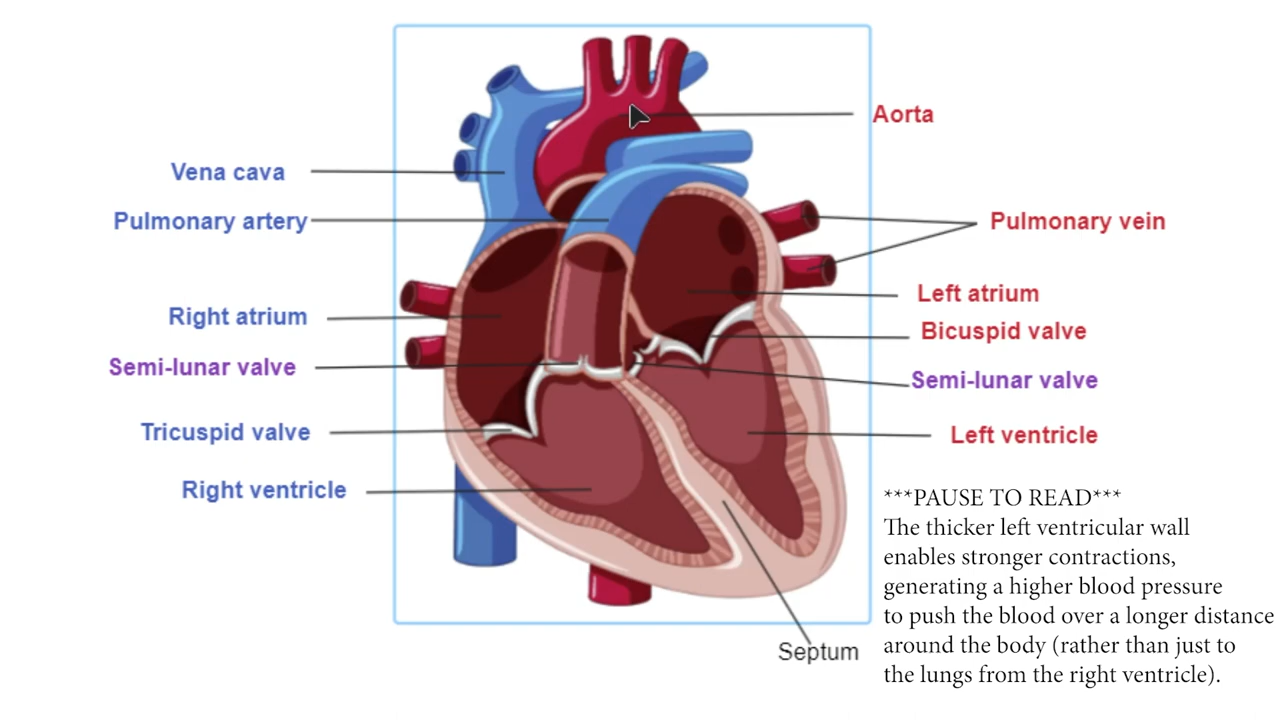 Aorta
Vena cava
Pulmonary artery
Pulmonary vein
Left atrium
Right atrium
Bicuspid valve
Semi-lunar valve
Semi-lunar valve
Tricuspid valve
Left ventricle
Right ventricle
***PAUSE TO READ***
The thicker left ventricular wall
enables stronger contractions,
generating a higher blood pressure
to push the blood over a longer distance
around the body (rather than just to
the lungs from the right ventricle).
Septum